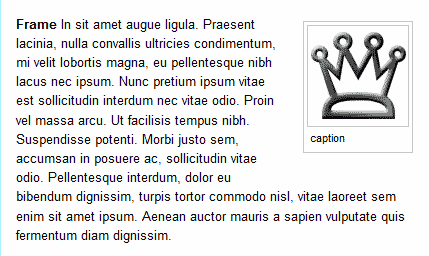 Frame In sit amet augue ligula. Praesent
lacinia, nulla convallis ultricies condimentum,
mi velit lobortis magna, eu pellentesque nibh
lacus nec ipsum. Nunc pretium ipsum vitae
est sollicitudin interdum nec vitae odio. Proin
vel massa arcu. Ut facilisis tempus nibh.
Suspendisse potenti. Morbi justo sem,
accumsan in posuere ac, sollicitudin vitae
odio. Pellentesque interdum, dolor eu
bibendum dignissim, turpis tortor commodo nisl, vitae laoreet sem
enim sit amet ipsum. Aenean auctor mauris a sapien vulputate quis
fermentum diam dignissim.
caption